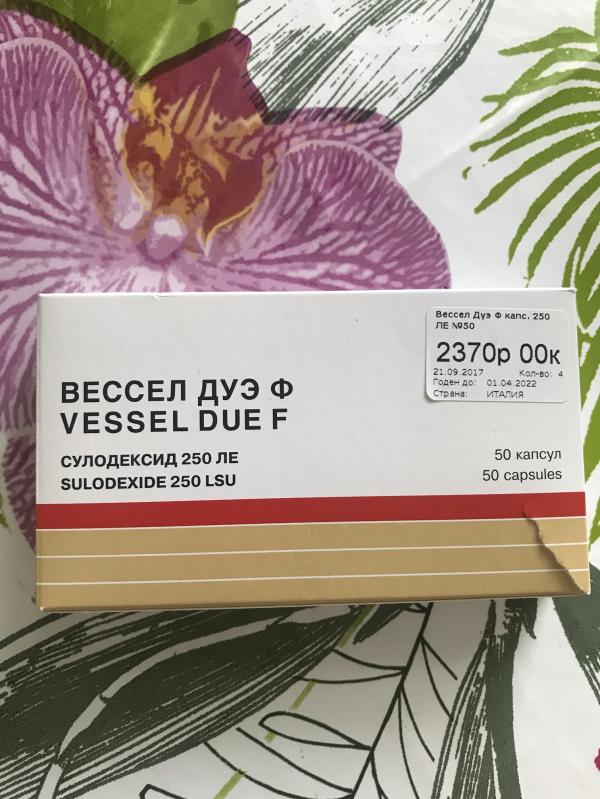 Вессел Дуэ Ф капс. 250
ЛЕ №50
2370р 00к
21.09.2017 Кол-во: 4
Годен до: 01.04.2022
Страна: ИТАЛИЯ
ВЕССЕЛ ДУЭ Ф
VESSEL DUE F
СУЛОДЕКСИД 250 ЛЕ
SULODEXIDE 250 LSU
50 капсул
50 capsules